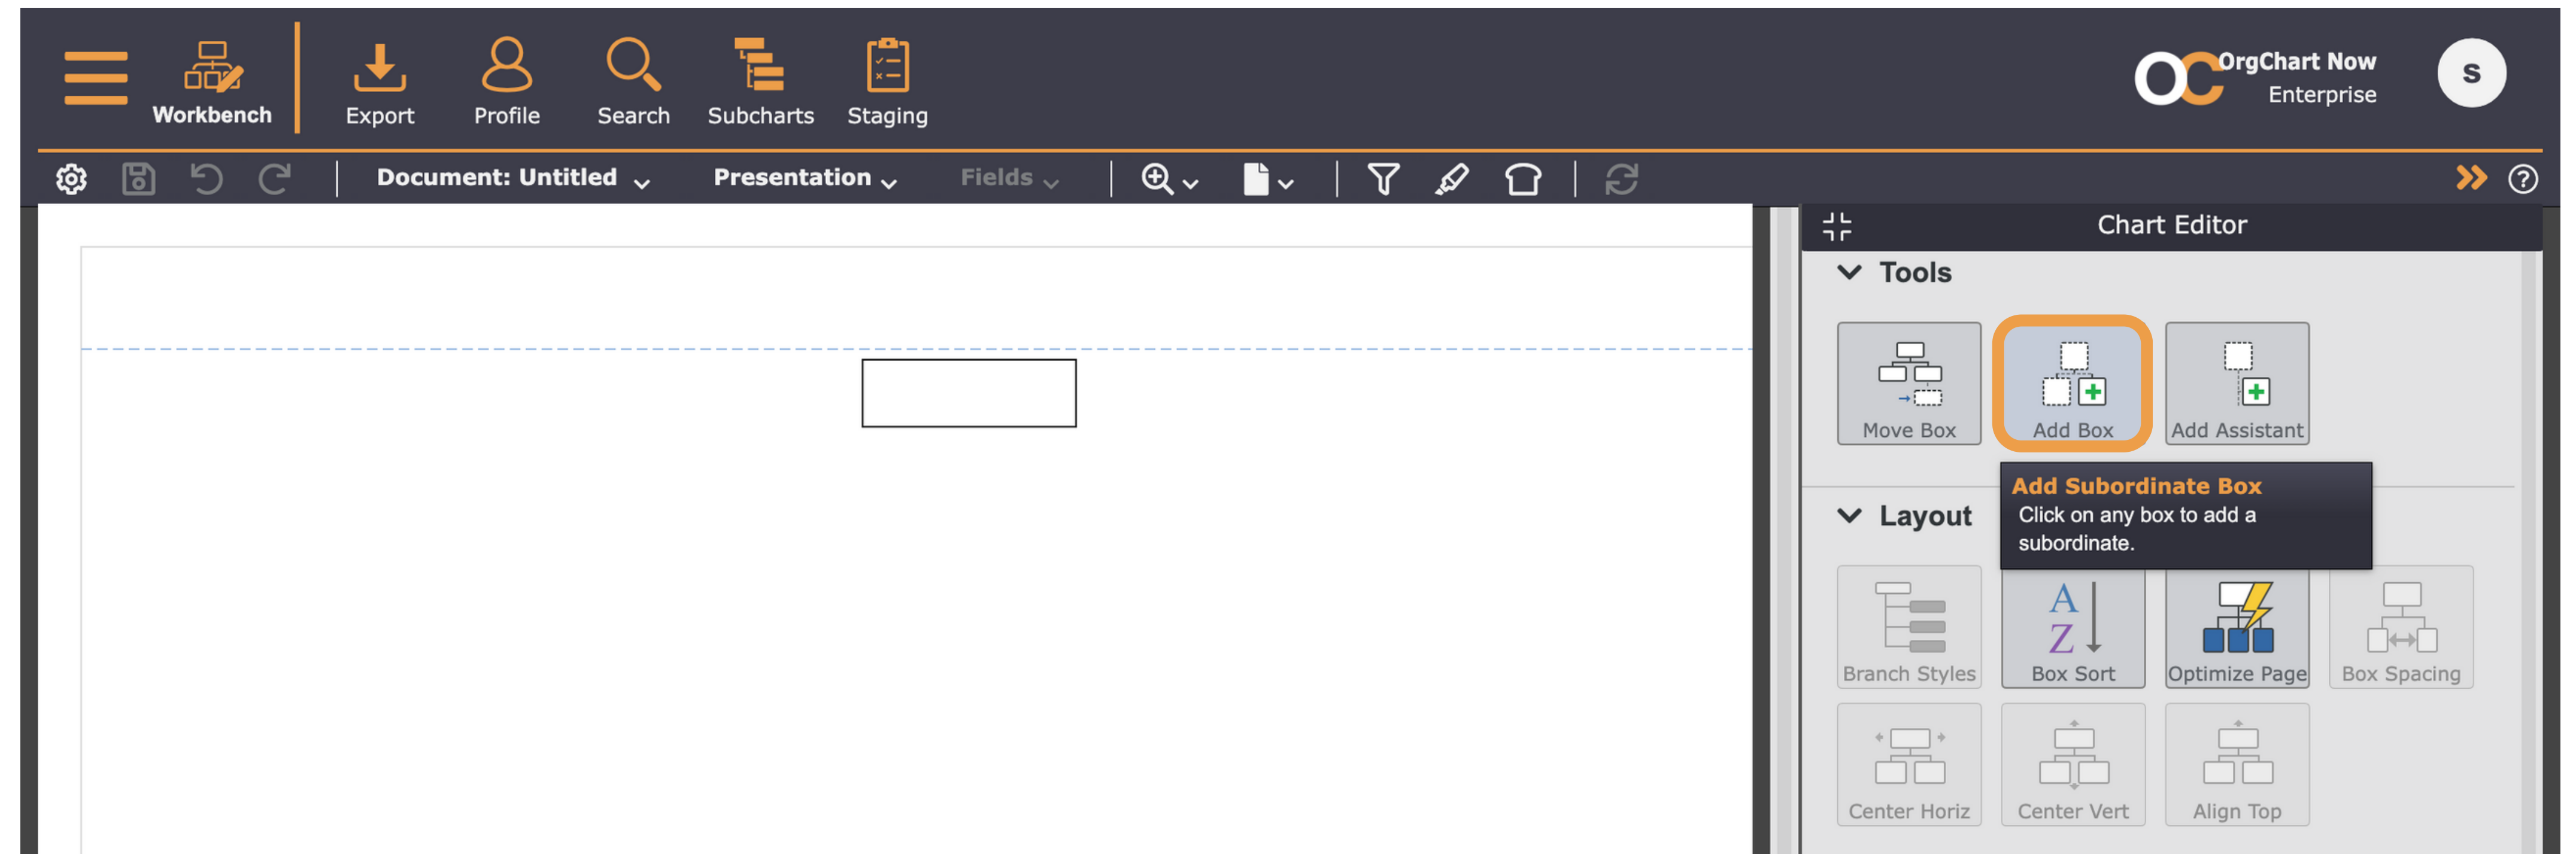 Workbench
Export
Profile
Search
Subcharts
Staging
OC OrgChart Now
Enterprise
S
Document: Untitled
Presentation
Fields
Chart Editor
Tools
Move Box
Add Box
Add Assistant
Add Subordinate Box
Click on any box to add a
subordinate.
Layout
Branch Styles
A
Z
Box Sort
Optimize Page
Box Spacing
Center Horiz
Center Vert
Align Top